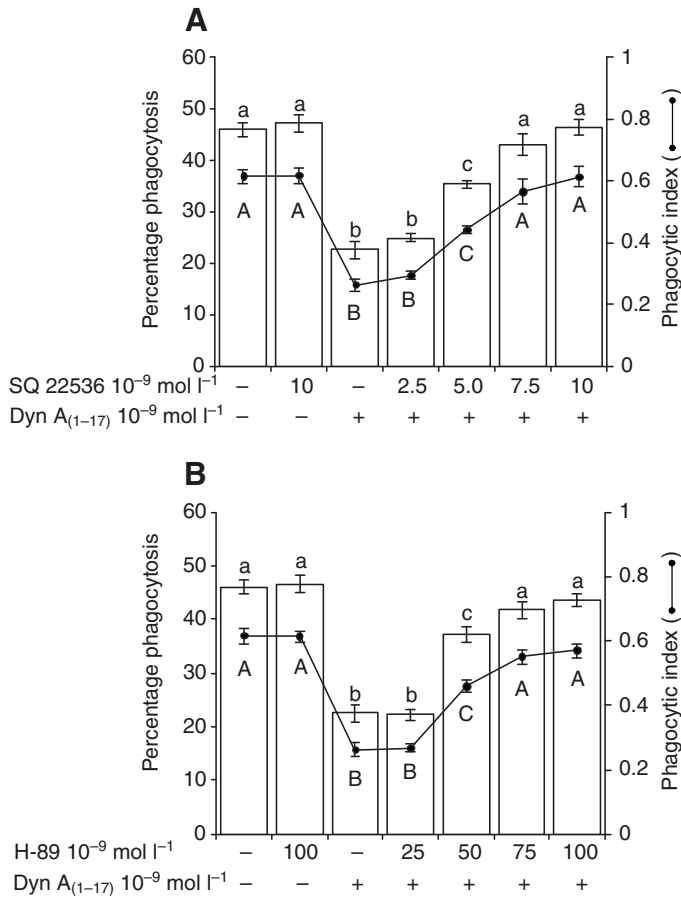 A
60
50
40
30
20
10
0
Percentage phagocytosis
a a b b c a a
A A B B C A A
1
0.8
0.6
0.4
0.2
0
Phagocytic index ( )
SQ 22536 10⁻⁹ mol l⁻¹ – 10 – 2.5 5.0 7.5 10
Dyn A(1–17) 10⁻⁹ mol l⁻¹ – – + + + + +
B
60
50
40
30
20
10
0
Percentage phagocytosis
a a b b c a a
A A B B C A A
1
0.8
0.6
0.4
0.2
0
Phagocytic index ( )
H-89 10⁻⁹ mol l⁻¹ – 100 – 25 50 75 100
Dyn A(1–17) 10⁻⁹ mol l⁻¹ – – + + + + +